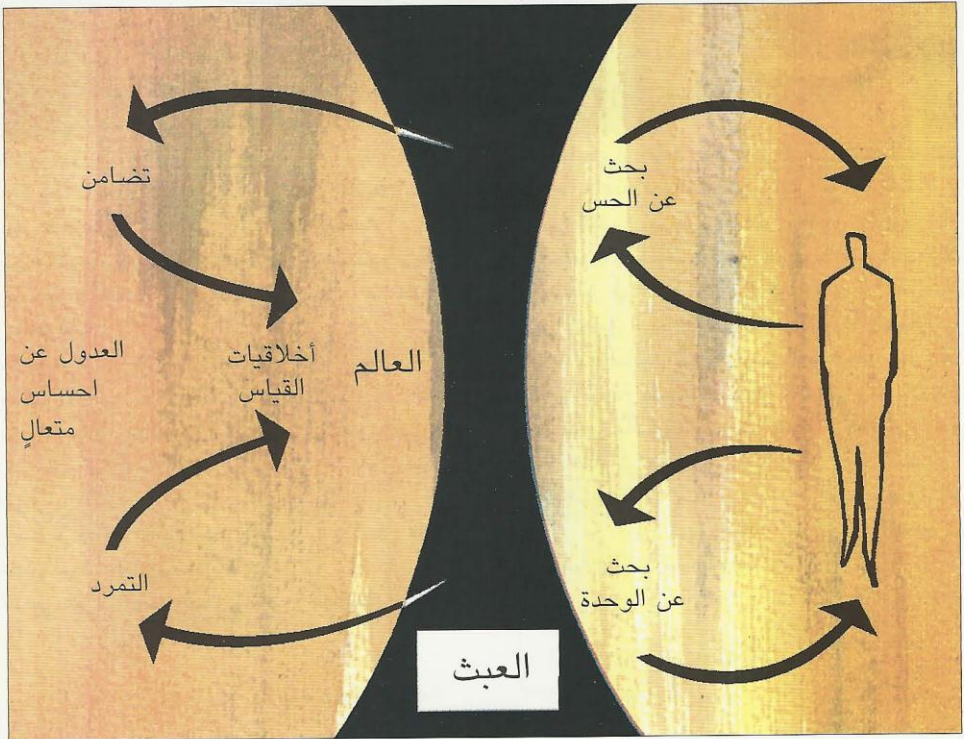 بحث
عن الحس
بحث
عن الوحدة
تضامن
العالم
أخلاقيات
القياس
العدول عن
احساس
متعالٍ
التمرد
العبث